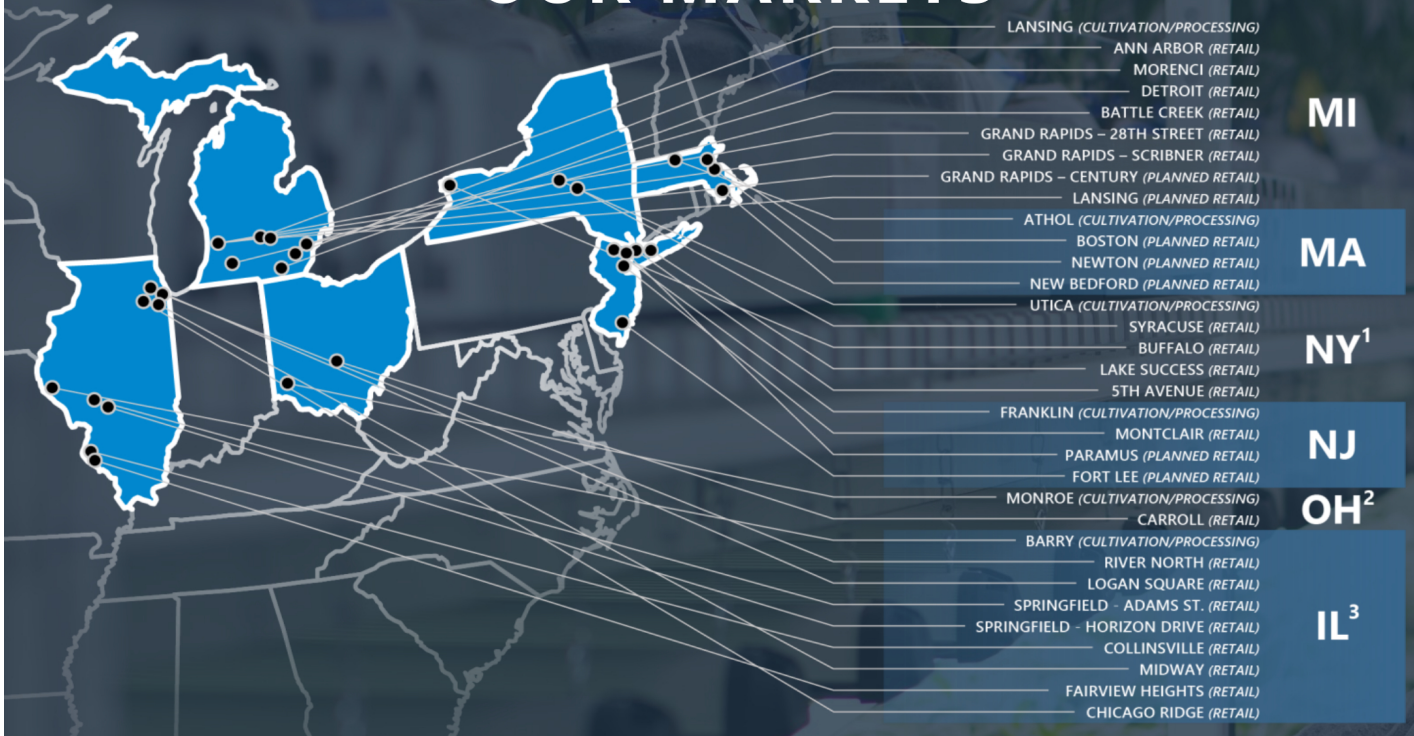 OUR MARKETS
LANSING (CULTIVATION/PROCESSING)
ANN ARBOR (RETAIL)
MORENCI (RETAIL)
DETROIT (RETAIL)
BATTLE CREEK (RETAIL)
GRAND RAPIDS – 28TH STREET (RETAIL)
GRAND RAPIDS – SCRIBNER (RETAIL)
GRAND RAPIDS – CENTURY (PLANNED RETAIL)
LANSING (PLANNED RETAIL)
MI
ATHOL (CULTIVATION/PROCESSING)
BOSTON (PLANNED RETAIL)
NEWTON (PLANNED RETAIL)
NEW BEDFORD (PLANNED RETAIL)
MA
UTICA (CULTIVATION/PROCESSING)
SYRACUSE (RETAIL)
BUFFALO (RETAIL)
LAKE SUCCESS (RETAIL)
5TH AVENUE (RETAIL)
NY1
FRANKLIN (CULTIVATION/PROCESSING)
MONTCLAIR (RETAIL)
PARAMUS (PLANNED RETAIL)
FORT LEE (PLANNED RETAIL)
NJ
MONROE (CULTIVATION/PROCESSING)
CARROLL (RETAIL)
OH2
BARRY (CULTIVATION/PROCESSING)
RIVER NORTH (RETAIL)
LOGAN SQUARE (RETAIL)
SPRINGFIELD - ADAMS ST. (RETAIL)
SPRINGFIELD - HORIZON DRIVE (RETAIL)
COLLINSVILLE (RETAIL)
MIDWAY (RETAIL)
FAIRVIEW HEIGHTS (RETAIL)
CHICAGO RIDGE (RETAIL)
IL3